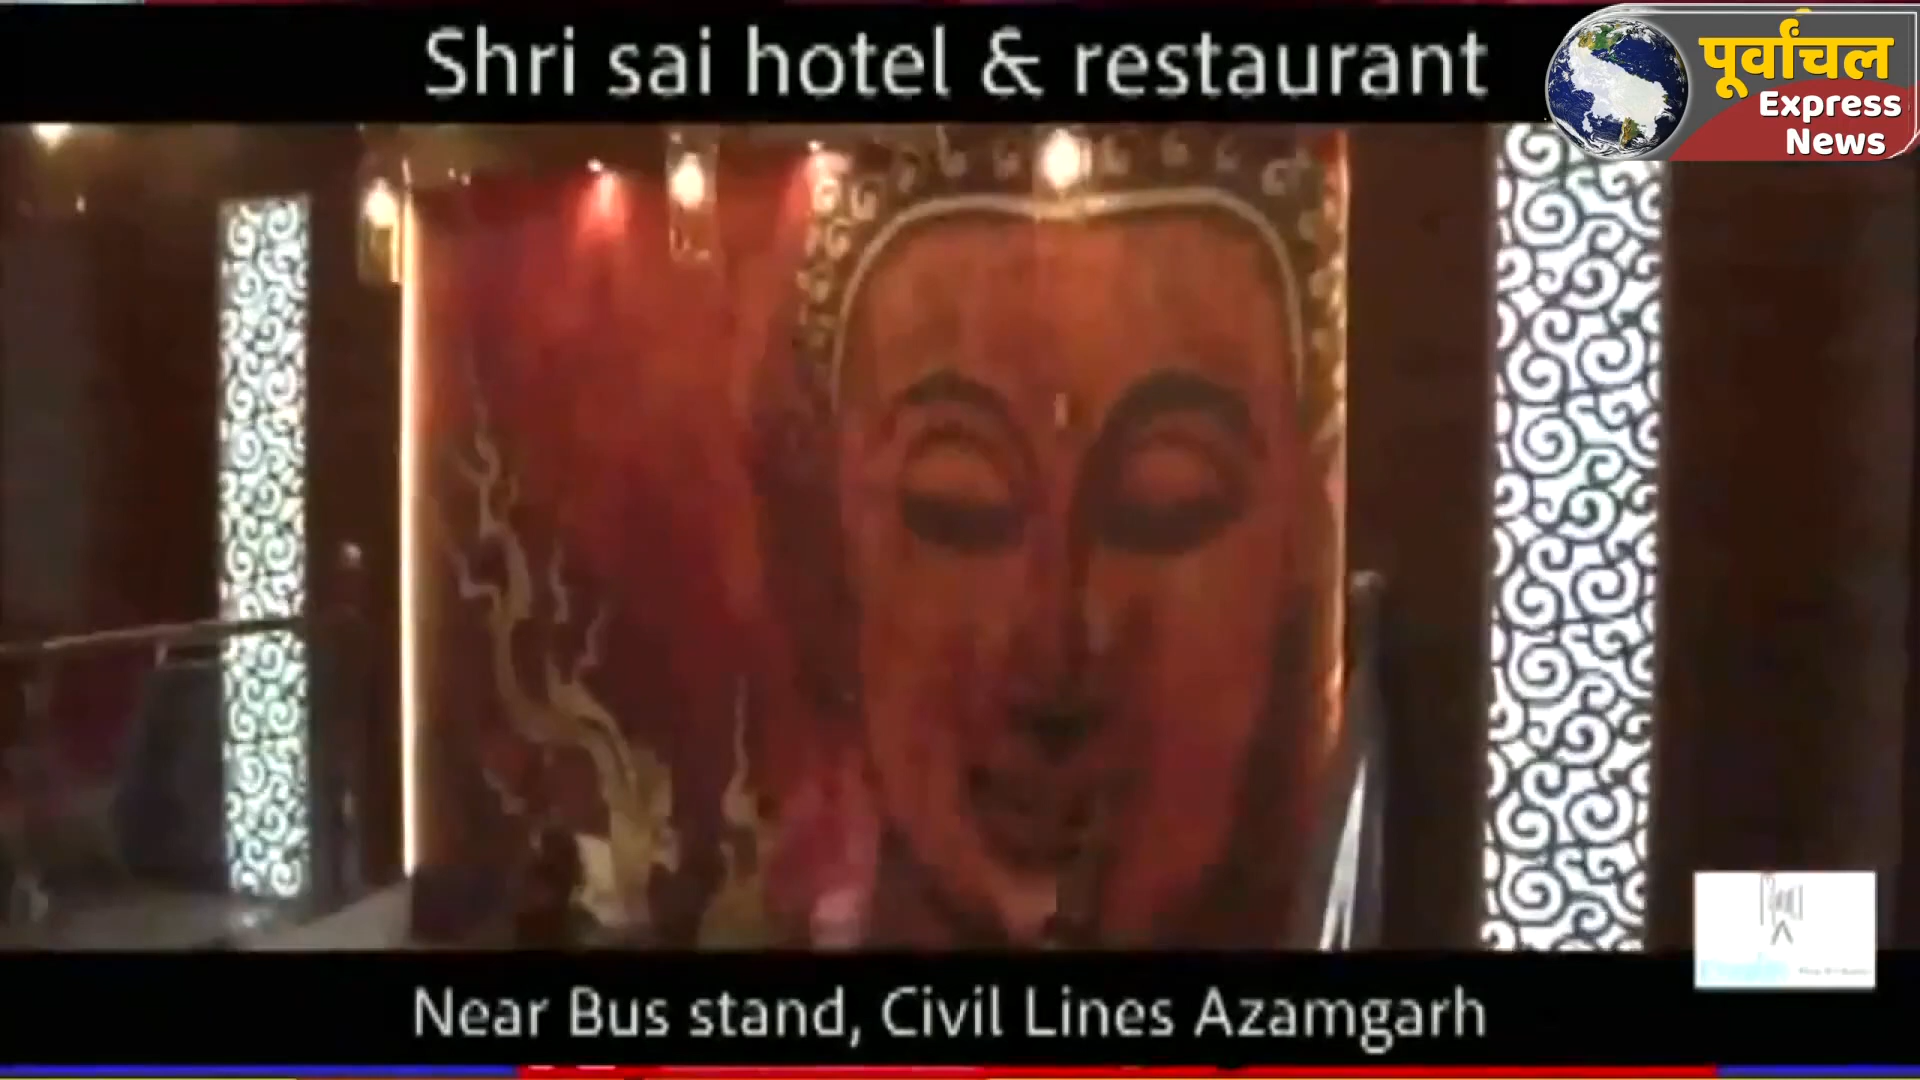 Shri sai hotel & restaurant
पूर्वांचल
Express
News
Near Bus stand, Civil Lines Azamgarh